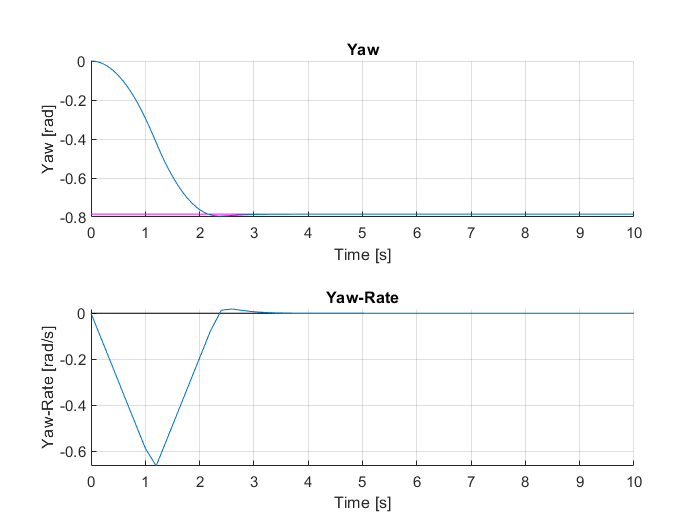 Yaw
Yaw [rad]
0
-0.2
-0.4
-0.6
-0.8
0 1 2 3 4 5 6 7 8 9 10
Time [s]
Yaw-Rate
Yaw-Rate [rad/s]
0
-0.2
-0.4
-0.6
0 1 2 3 4 5 6 7 8 9 10
Time [s]